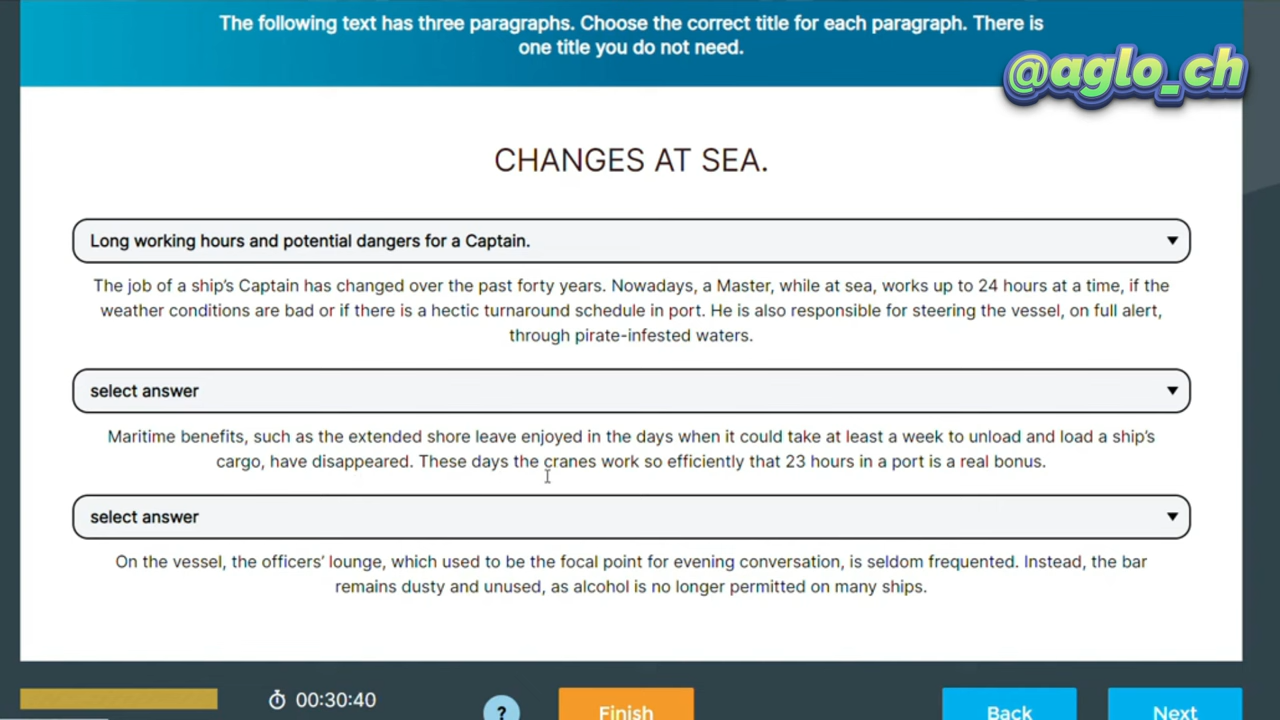 The following text has three paragraphs. Choose the correct title for each paragraph. There is
one title you do not need.
@aglo_ch
CHANGES AT SEA.
Long working hours and potential dangers for a Captain.
The job of a ship's Captain has changed over the past forty years. Nowadays, a Master, while at sea, works up to 24 hours at a time, if the
weather conditions are bad or if there is a hectic turnaround schedule in port. He is also responsible for steering the vessel, on full alert,
through pirate-infested waters.
select answer
Maritime benefits, such as the extended shore leave enjoyed in the days when it could take at least a week to unload and load a ship's
cargo, have disappeared. These days the cranes work so efficiently that 23 hours in a port is a real bonus.
select answer
On the vessel, the officers' lounge, which used to be the focal point for evening conversation, is seldom frequented. Instead, the bar
remains dusty and unused, as alcohol is no longer permitted on many ships.
00:30:40
?
Finish
Back
Next